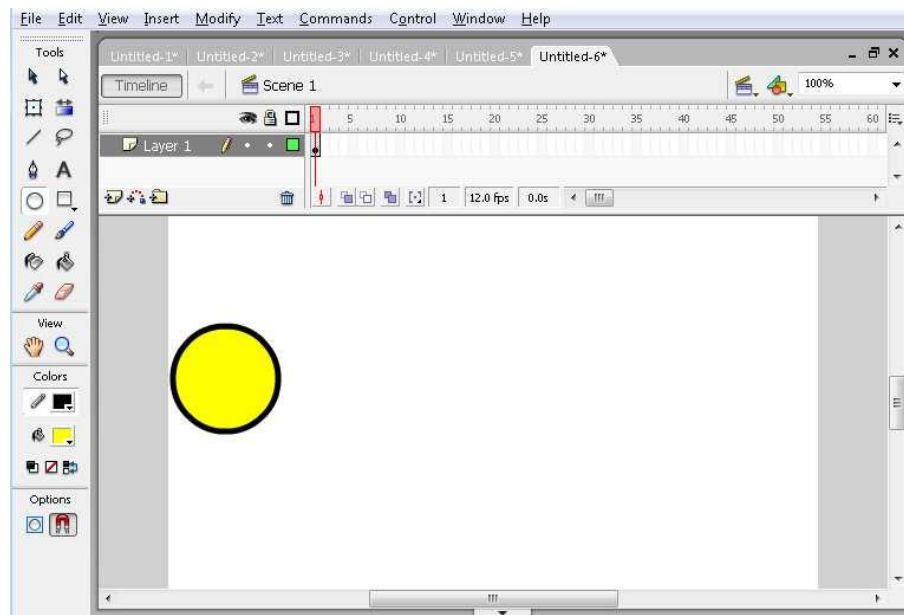 File Edit View Insert Modify Text Commands Control Window Help
Tools
Untitled-1* Untitled-2* Untitled-3* Untitled-4* Untitled-5* Untitled-6*
Timeline Scene 1 100%
1 5 10 15 20 25 30 35 40 45 50 55 60
Layer 1
A
1 12.0 fps 0.0s
View
Colors
Options